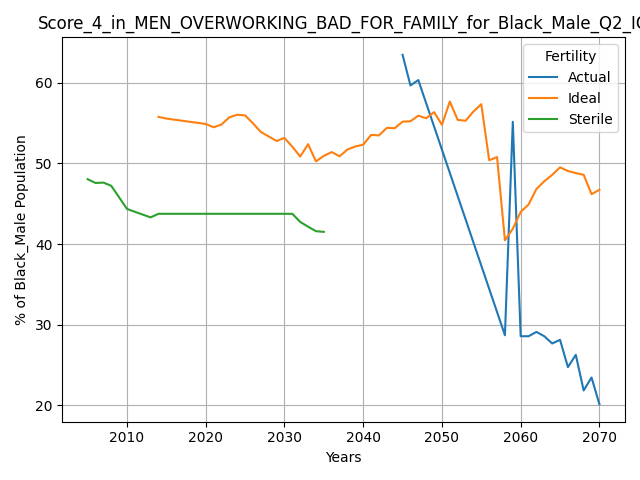 Score_4_in_MEN_OVERWORKING_BAD_FOR_FAMILY_for_Black_Male_Q2_IQ
Fertility
Actual
Ideal
Sterile
% of Black_Male Population
60
50
40
30
20
2010 2020 2030 2040 2050 2060 2070
Years